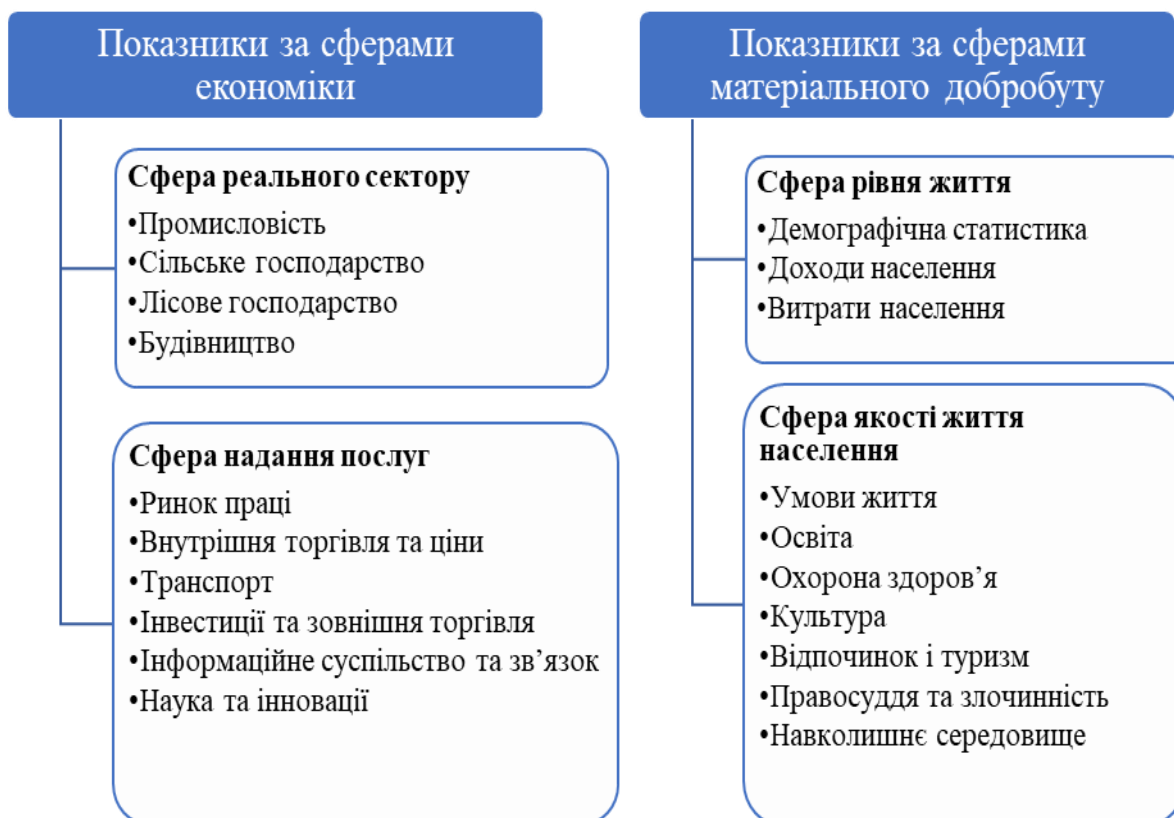 Показники за сферами
економіки
Сфера реального сектору
•Промисловість
•Сільське господарство
•Лісове господарство
•Будівництво
Сфера надання послуг
•Ринок праці
•Внутрішня торгівля та ціни
•Транспорт
•Інвестиції та зовнішня торгівля
•Інформаційне суспільство та зв’язок
•Наука та інновації
Показники за сферами
матеріального добробуту
Сфера рівня життя
•Демографічна статистика
•Доходи населення
•Витрати населення
Сфера якості життя
населення
•Умови життя
•Освіта
•Охорона здоров’я
•Культура
•Відпочинок і туризм
•Правосуддя та злочинність
•Навколишнє середовище